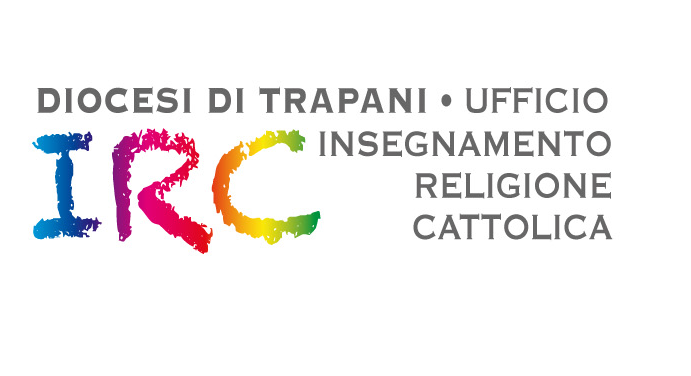 DIOCESI DI TRAPANI • UFFICIO
IRC INSEGNAMENTO
RELIGIONE
CATTOLICA